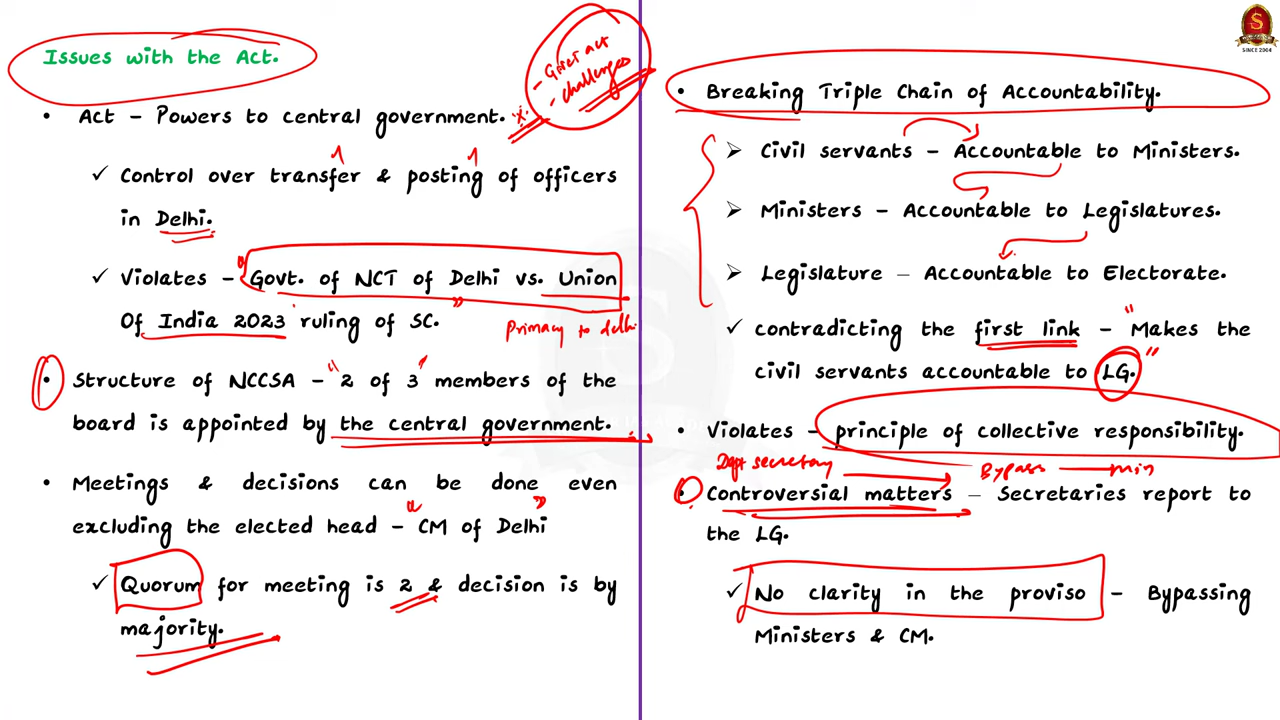 Issues with the Act.
• Act – Powers to central government.
✓ Control over transfer & posting of officers
in Delhi.
✓ Violates – "Govt. of NCT of Delhi vs. Union
Of India 2023" ruling of SC.
Primacy to delhi
• Structure of NCCSA – "2 of 3" members of the
board is appointed by the central government.
• Meetings & decisions can be done even
excluding the elected head – "CM of Delhi"
✓ Quorum for meeting is 2 & decision is by
majority.
act
- challenges
• Breaking Triple Chain of Accountability.
➢ Civil servants – Accountable to Ministers.
➢ Ministers – Accountable to Legislatures.
➢ Legislature – Accountable to Electorate.
✓ contradicting the first link – "Makes the
civil servants accountable to LG."
• Violates – principle of collective responsibility.
Dept secretary Bypass min
• Controversial matters – Secretaries report to
the LG.
✓ No clarity in the proviso – Bypassing
Ministers & CM.
S
SINCE 2004